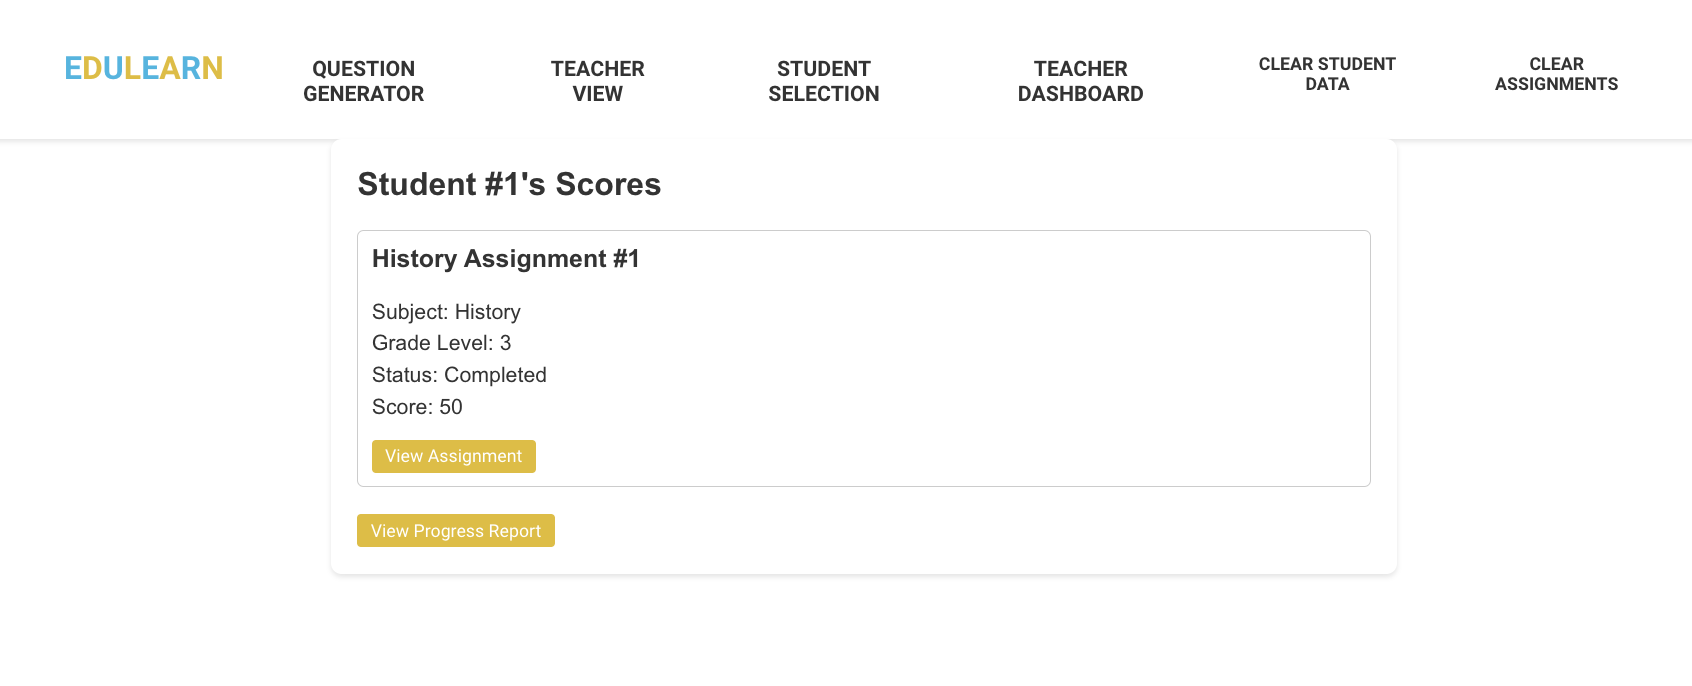 EDULEARN
QUESTION
GENERATOR
TEACHER
VIEW
STUDENT
SELECTION
TEACHER
DASHBOARD
CLEAR STUDENT
DATA
CLEAR
ASSIGNMENTS
Student #1's Scores
History Assignment #1
Subject: History
Grade Level: 3
Status: Completed
Score: 50
View Assignment
View Progress Report